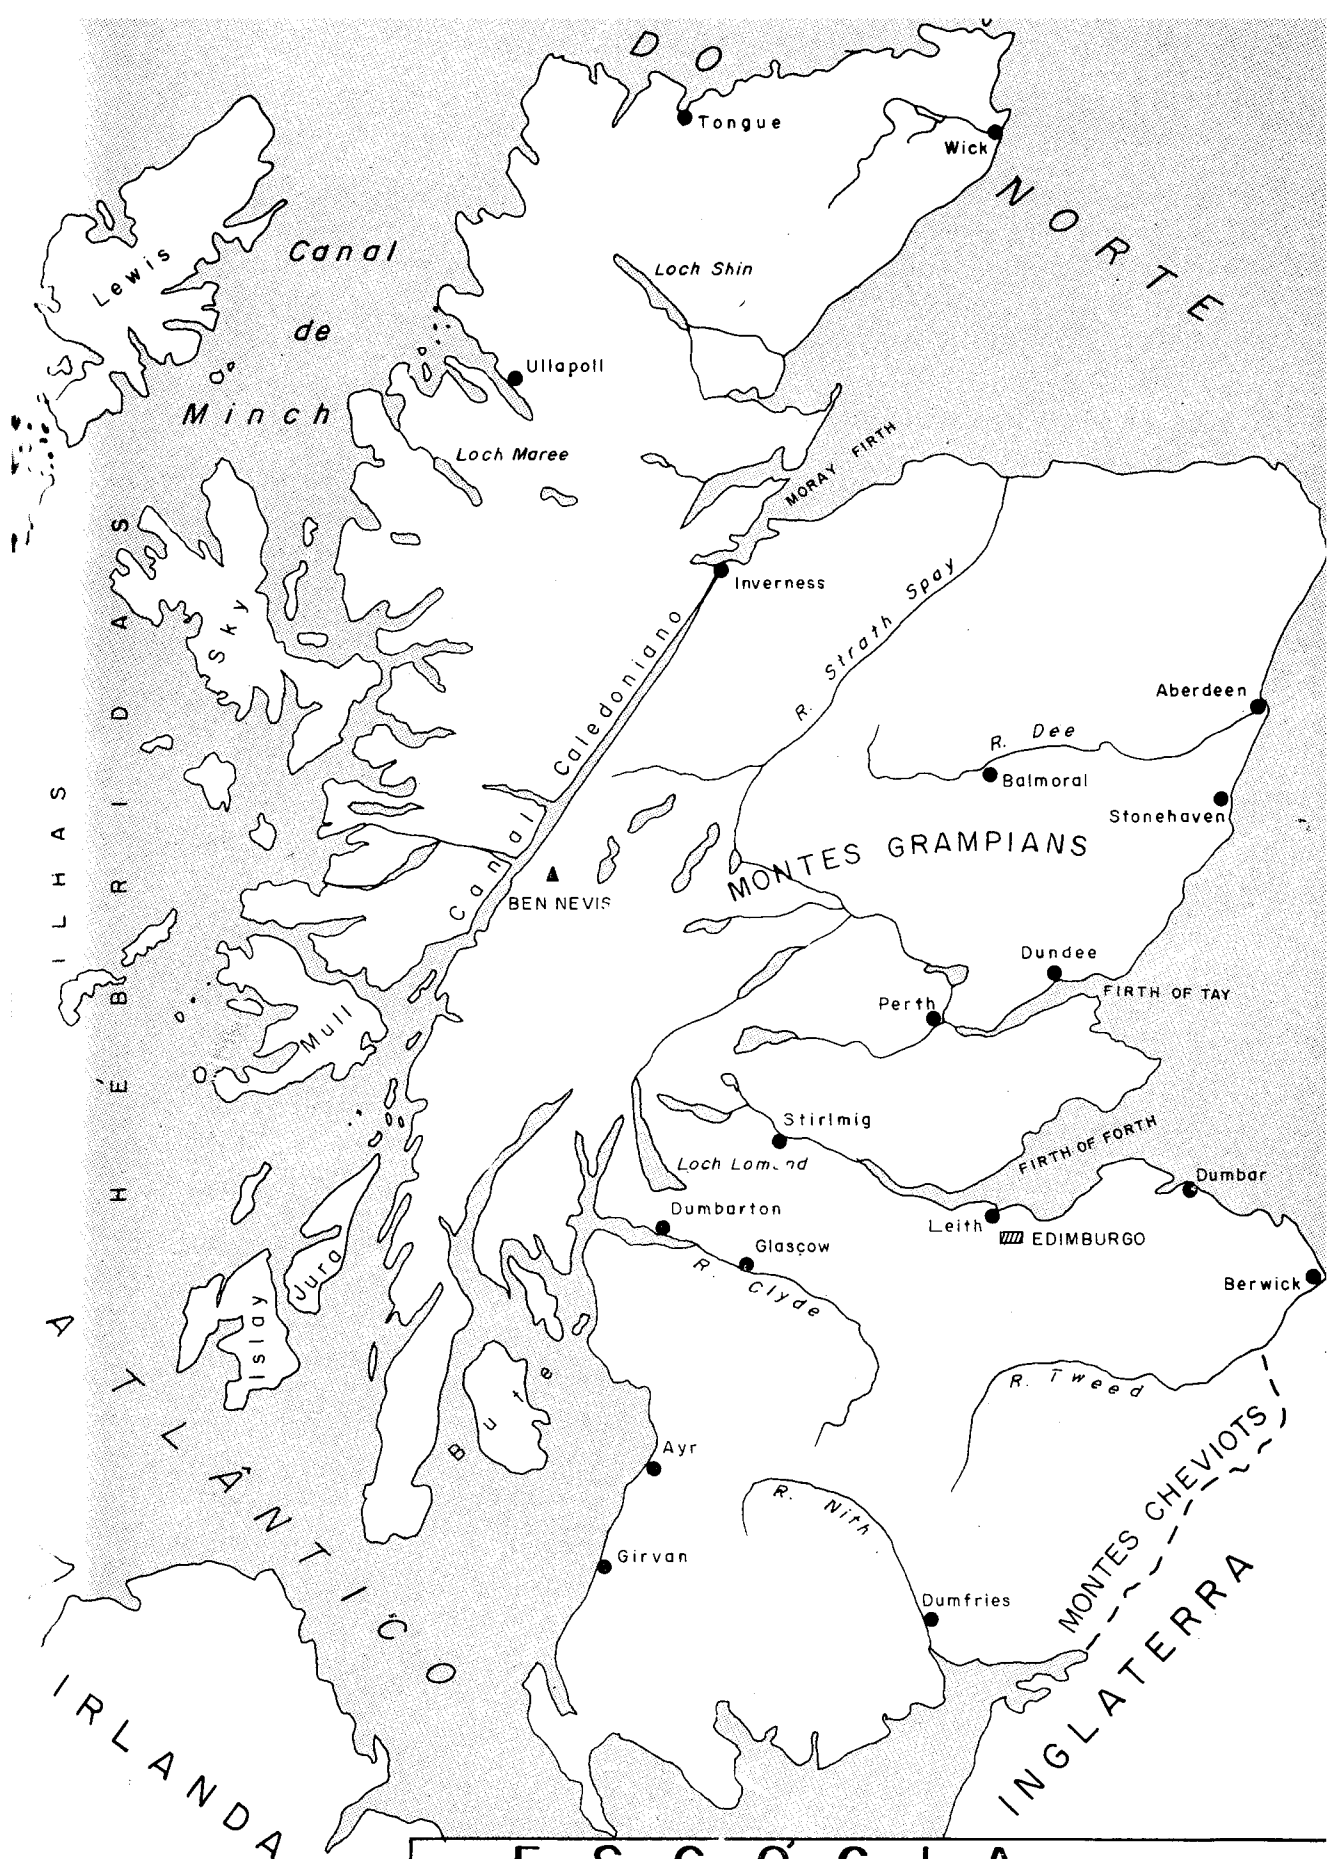 DO
Tongue
Wick
NORTE
Lewis
Canal
de
Minch
Loch Shin
Ullapoll
Loch Maree
MORAY FIRTH
Inverness
Sky
ILHAS
HÉBRIDAS
Canal Caledoniano
R. Strath Spay
Aberdeen
R. Dee
Balmoral
Stonehaven
MONTES GRAMPIANS
BEN NEVIS
Dundee
FIRTH OF TAY
Perth
Mull
Stirlmig
FIRTH OF FORTH
Loch Lomond
Dumbar
Dumbarton
Leith
EDIMBURGO
Glasçow
R. Clyde
Berwick
Jura
Islay
Bute
R. Tweed
ATLÂNTICO
Ayr
R. Nith
MONTES CHEVIOTS
Girvan
Dumfries
INGLATERRA
IRLANDA
ESCÓCIA